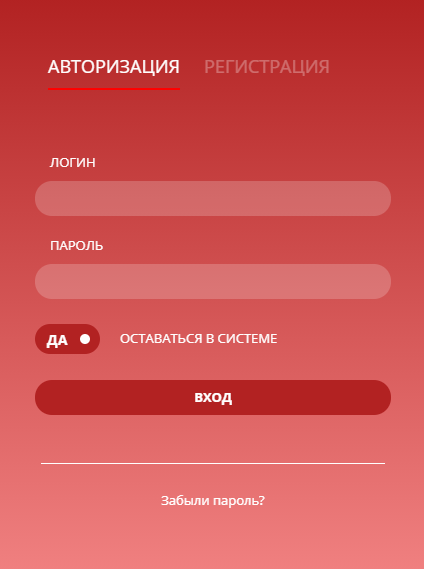 АВТОРИЗАЦИЯ РЕГИСТРАЦИЯ
ЛОГИН
ПАРОЛЬ
ДА ОСТАВАТЬСЯ В СИСТЕМЕ
ВХОД
Забыли пароль?